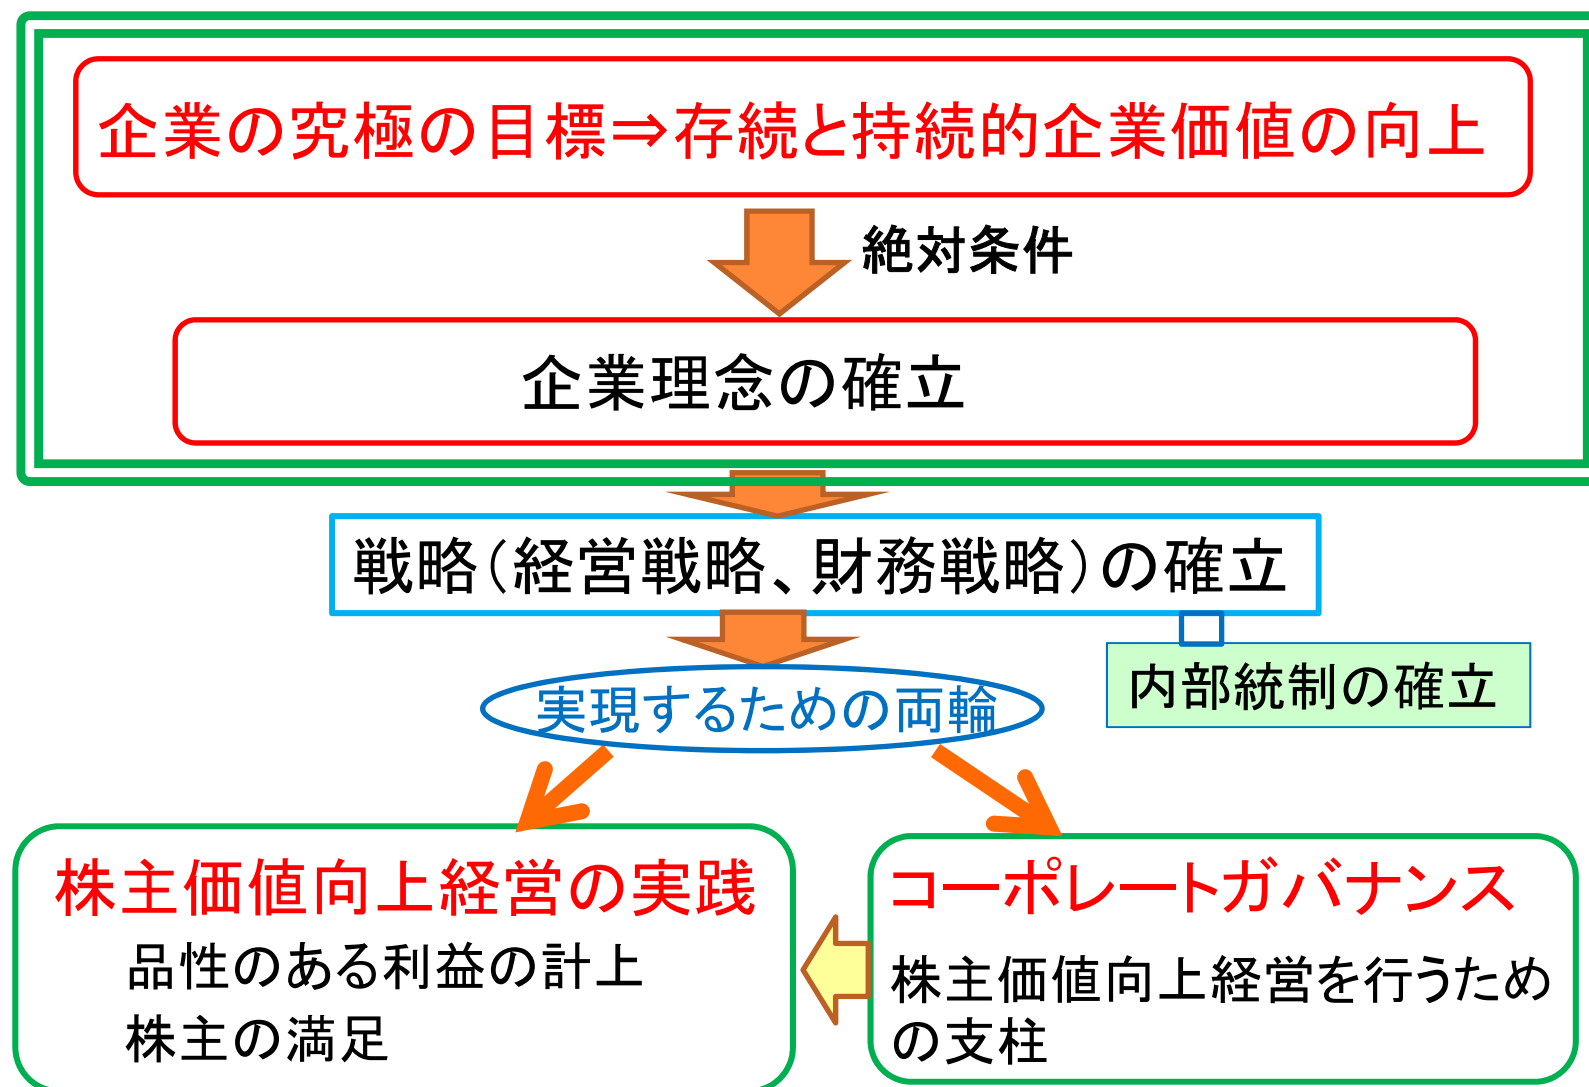 企業の究極の目標⇒存続と持続的企業価値の向上
絶対条件
企業理念の確立
戦略（経営戦略、財務戦略）の確立
内部統制の確立
実現するための両輪
株主価値向上経営の実践
品性のある利益の計上
株主の満足
コーポレートガバナンス
株主価値向上経営を行うため
の支柱